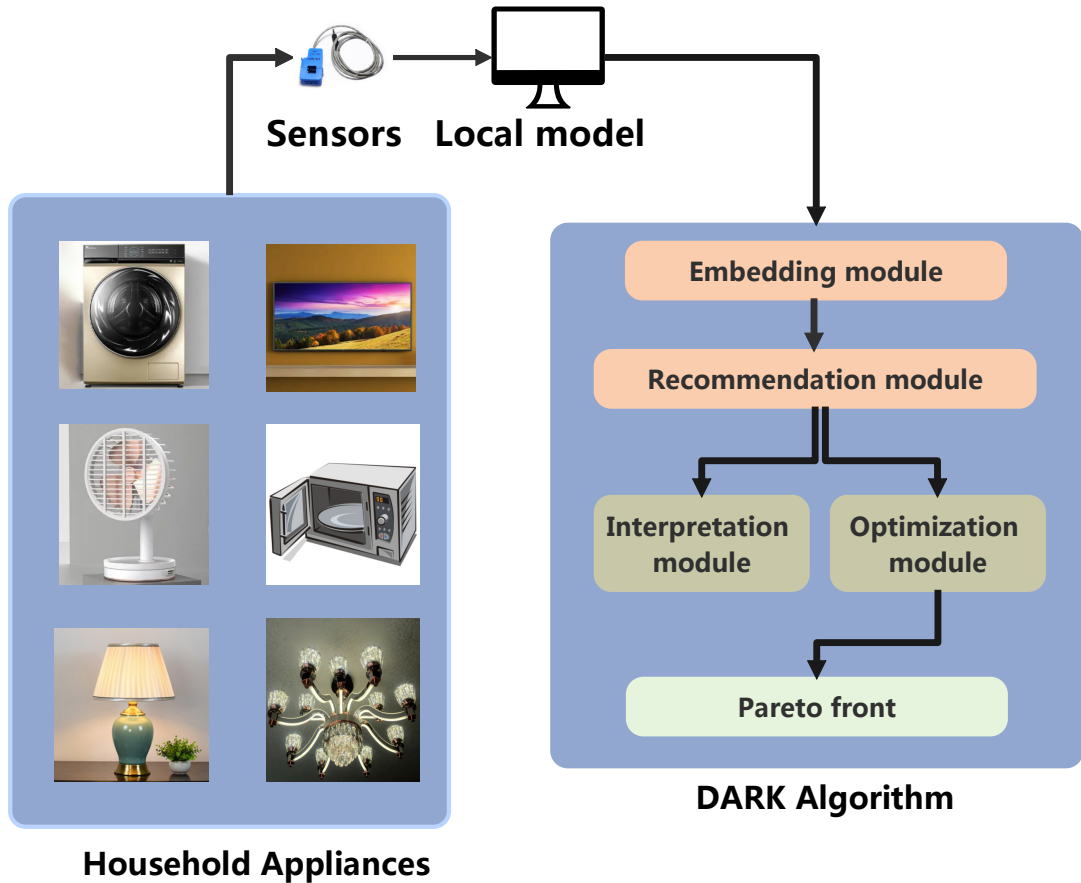 Sensors
Local model
Embedding module
Recommendation module
Interpretation
module
Optimization
module
Pareto front
DARK Algorithm
Household Appliances